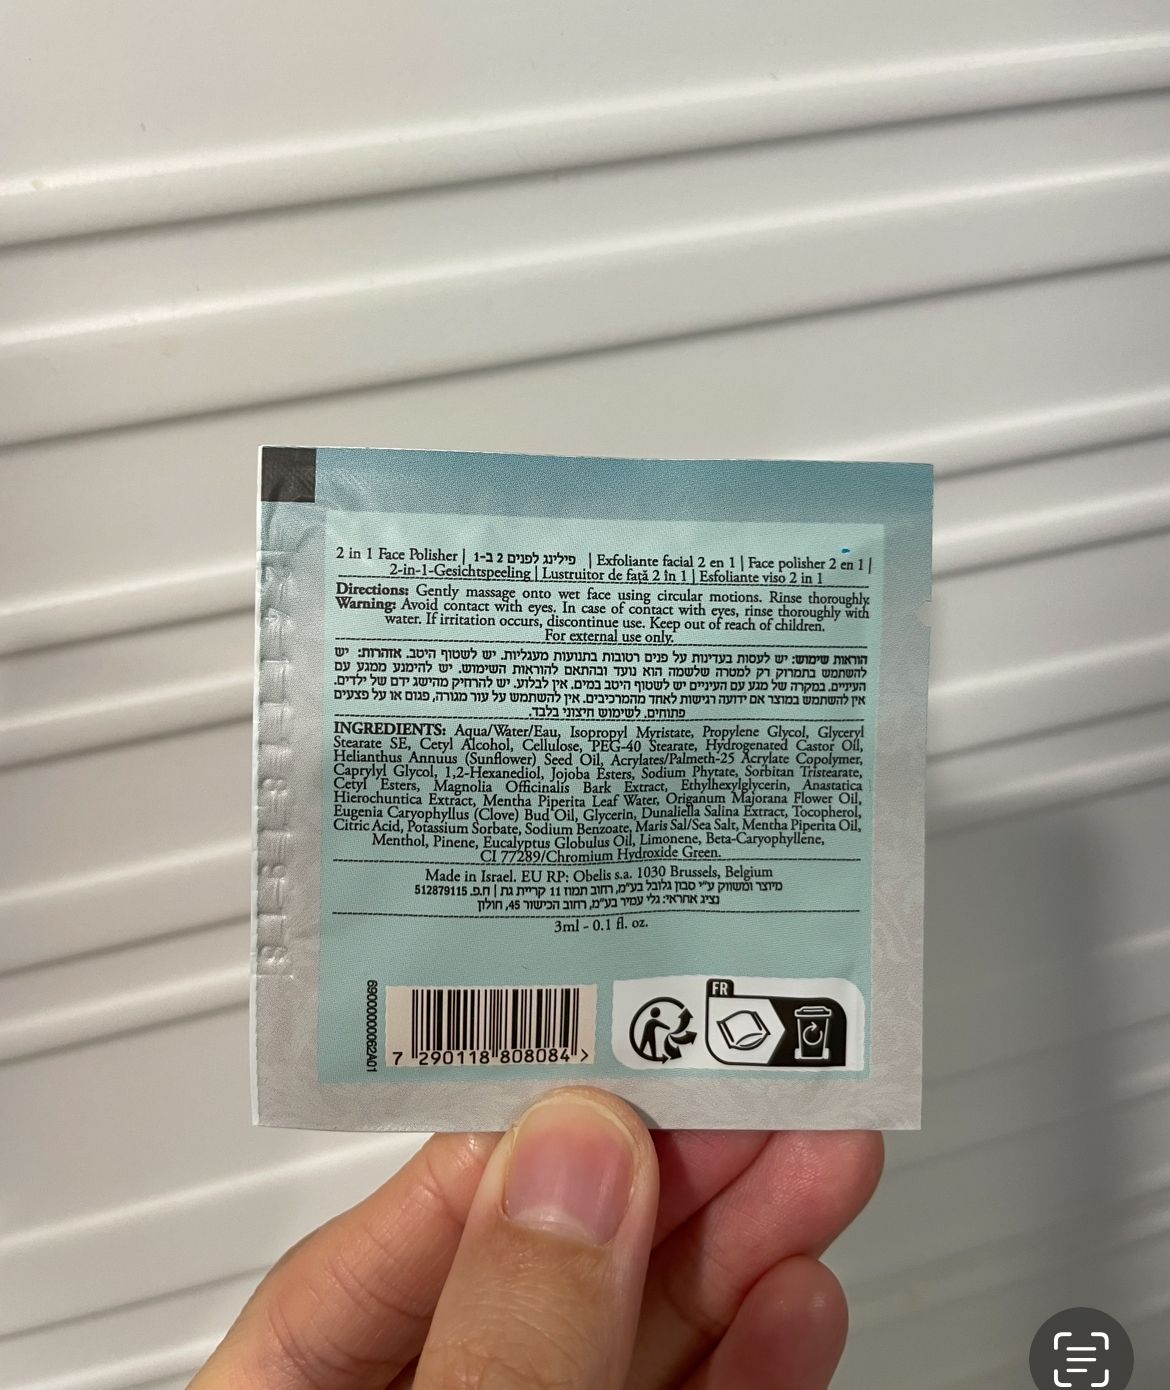 2 in 1 Face Polisher | פילינג לפנים 2 ב-1 | Exfoliante facial 2 en 1 | Face polisher 2 en 1 |
2-in-1-Gesichtspeeling | Lustruitor de față 2 în 1 | Esfoliante viso 2 in 1
Directions: Gently massage onto wet face using circular motions. Rinse thoroughly.
Warning: Avoid contact with eyes. In case of contact with eyes, rinse thoroughly with
water. If irritation occurs, discontinue use. Keep out of reach of children.
For external use only.
הוראות שימוש: יש לעסות בעדינות על פנים רטובות בתנועות מעגליות. יש לשטוף היטב. אזהרות: יש
להשתמש בתמרוק רק למטרה שלשמה הוא נועד ובהתאם להוראות השימוש. יש להימנע ממגע עם
העיניים. במקרה של מגע עם העיניים יש לשטוף היטב במים. אין לבלוע. יש להרחיק מהישג ידם של ילדים.
אין להשתמש במוצר אם ידועה רגישות לאחד מהמרכיבים. אין להשתמש על עור מגורה, פגום או על פצעים
פתוחים. לשימוש חיצוני בלבד.
INGREDIENTS: Aqua/Water/Eau, Isopropyl Myristate, Propylene Glycol, Glyceryl
Stearate SE, Cetyl Alcohol, Cellulose, PEG-40 Stearate, Hydrogenated Castor Oil,
Helianthus Annuus (Sunflower) Seed Oil, Acrylates/Palmeth-25 Acrylate Copolymer,
Caprylyl Glycol, 1,2-Hexanediol, Jojoba Esters, Sodium Phytate, Sorbitan Tristearate,
Cetyl Esters, Magnolia Officinalis Bark Extract, Ethylhexylglycerin, Anastatica
Hierochuntica Extract, Mentha Piperita Leaf Water, Origanum Majorana Flower Oil,
Eugenia Caryophyllus (Clove) Bud Oil, Glycerin, Dunaliella Salina Extract, Tocopherol,
Citric Acid, Potassium Sorbate, Sodium Benzoate, Maris Sal/Sea Salt, Mentha Piperita Oil,
Menthol, Pinene, Eucalyptus Globulus Oil, Limonene, Beta-Caryophyllene,
CI 77289/Chromium Hydroxide Green.
Made in Israel. EU RP: Obelis s.a. 1030 Brussels, Belgium
מיוצר ומשווק ע"י סבון גלובל בע"מ, רחוב תמוז 11 קריית גת | ח.פ. 512879115
נציג אחראי: גלי עמיר בע"מ, רחוב הכישור 45, חולון
3ml - 0.1 fl. oz.
69000000062A01
7 290118 808084 >
FR